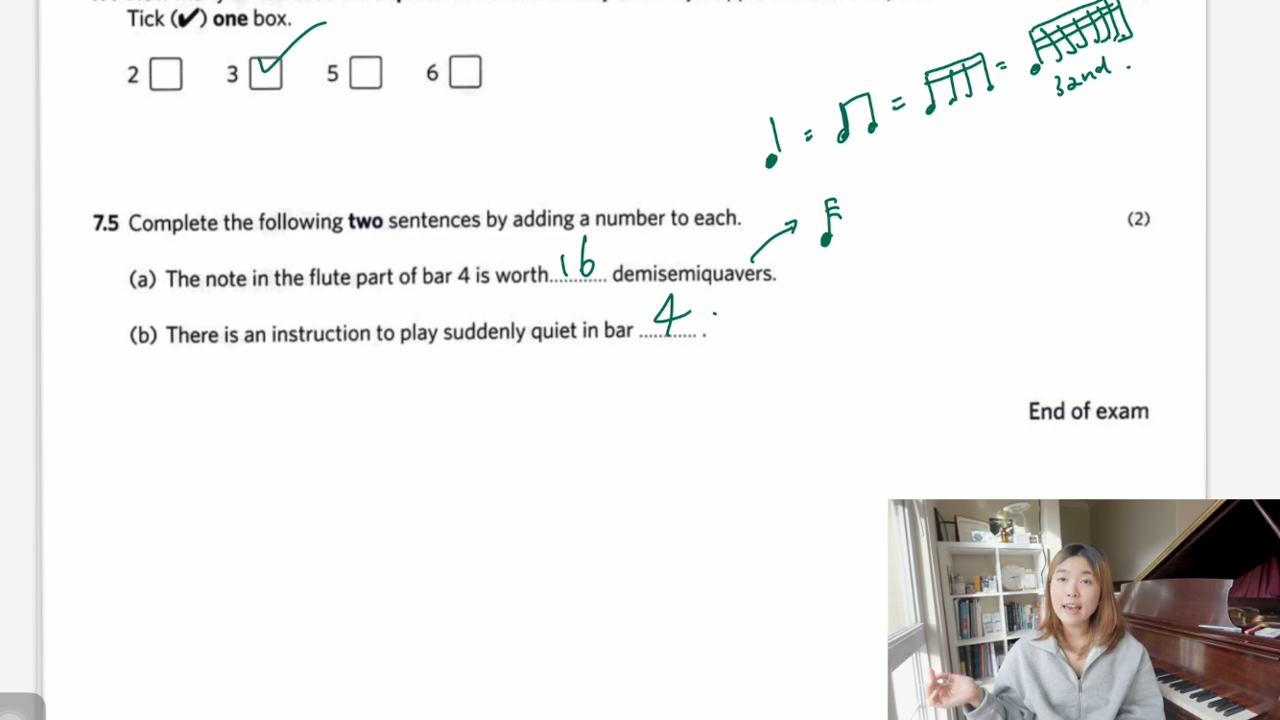 Tick (✔) one box.
2 3 5 6
= = =
32nd.
7.5 Complete the following two sentences by adding a number to each. (2)
(a) The note in the flute part of bar 4 is worth 16 demisemiquavers.
(b) There is an instruction to play suddenly quiet in bar 4 .
End of exam